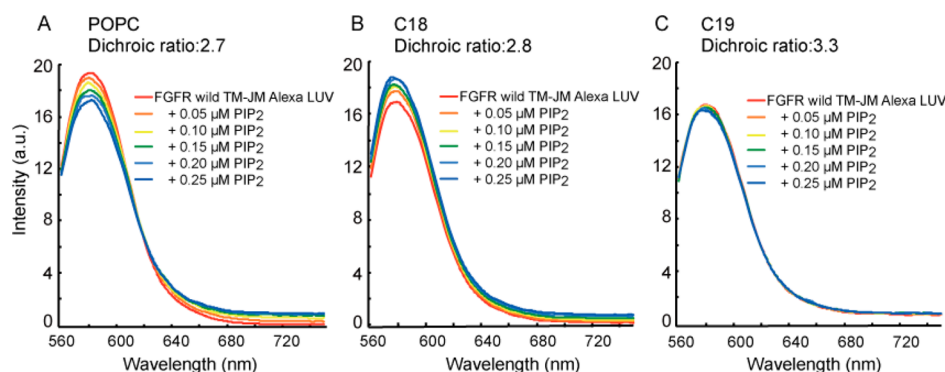 A POPC
Dichroic ratio:2.7
20
16
12
8
4
0
Intensity (a.u.)
FGFR wild TM-JM Alexa LUV
+ 0.05 µM PIP2
+ 0.10 µM PIP2
+ 0.15 µM PIP2
+ 0.20 µM PIP2
+ 0.25 µM PIP2
560 600 640 680 720
Wavelength (nm)
B C18
Dichroic ratio:2.8
20
16
12
8
4
0
FGFR wild TM-JM Alexa LUV
+ 0.05 µM PIP2
+ 0.10 µM PIP2
+ 0.15 µM PIP2
+ 0.20 µM PIP2
+ 0.25 µM PIP2
560 600 640 680 720
Wavelength (nm)
C C19
Dichroic ratio:3.3
20
16
12
8
4
0
FGFR wild TM-JM Alexa LUV
+ 0.05 µM PIP2
+ 0.10 µM PIP2
+ 0.15 µM PIP2
+ 0.20 µM PIP2
+ 0.25 µM PIP2
560 600 640 680 720
Wavelength (nm)